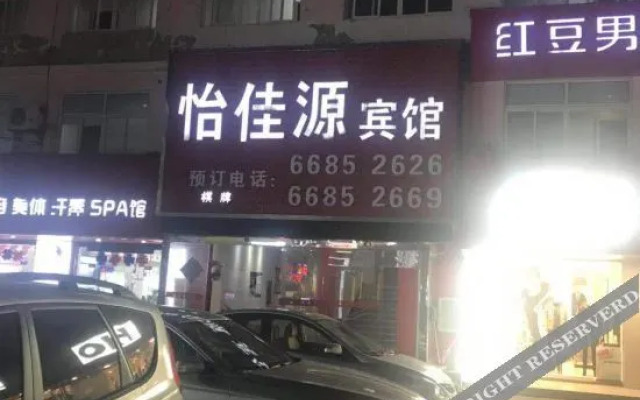 怡佳源宾馆
预订电话: 6685 2626
6685 2669
棋牌
红豆男
美体 汗蒸 SPA馆
RIGHT RESERVERD